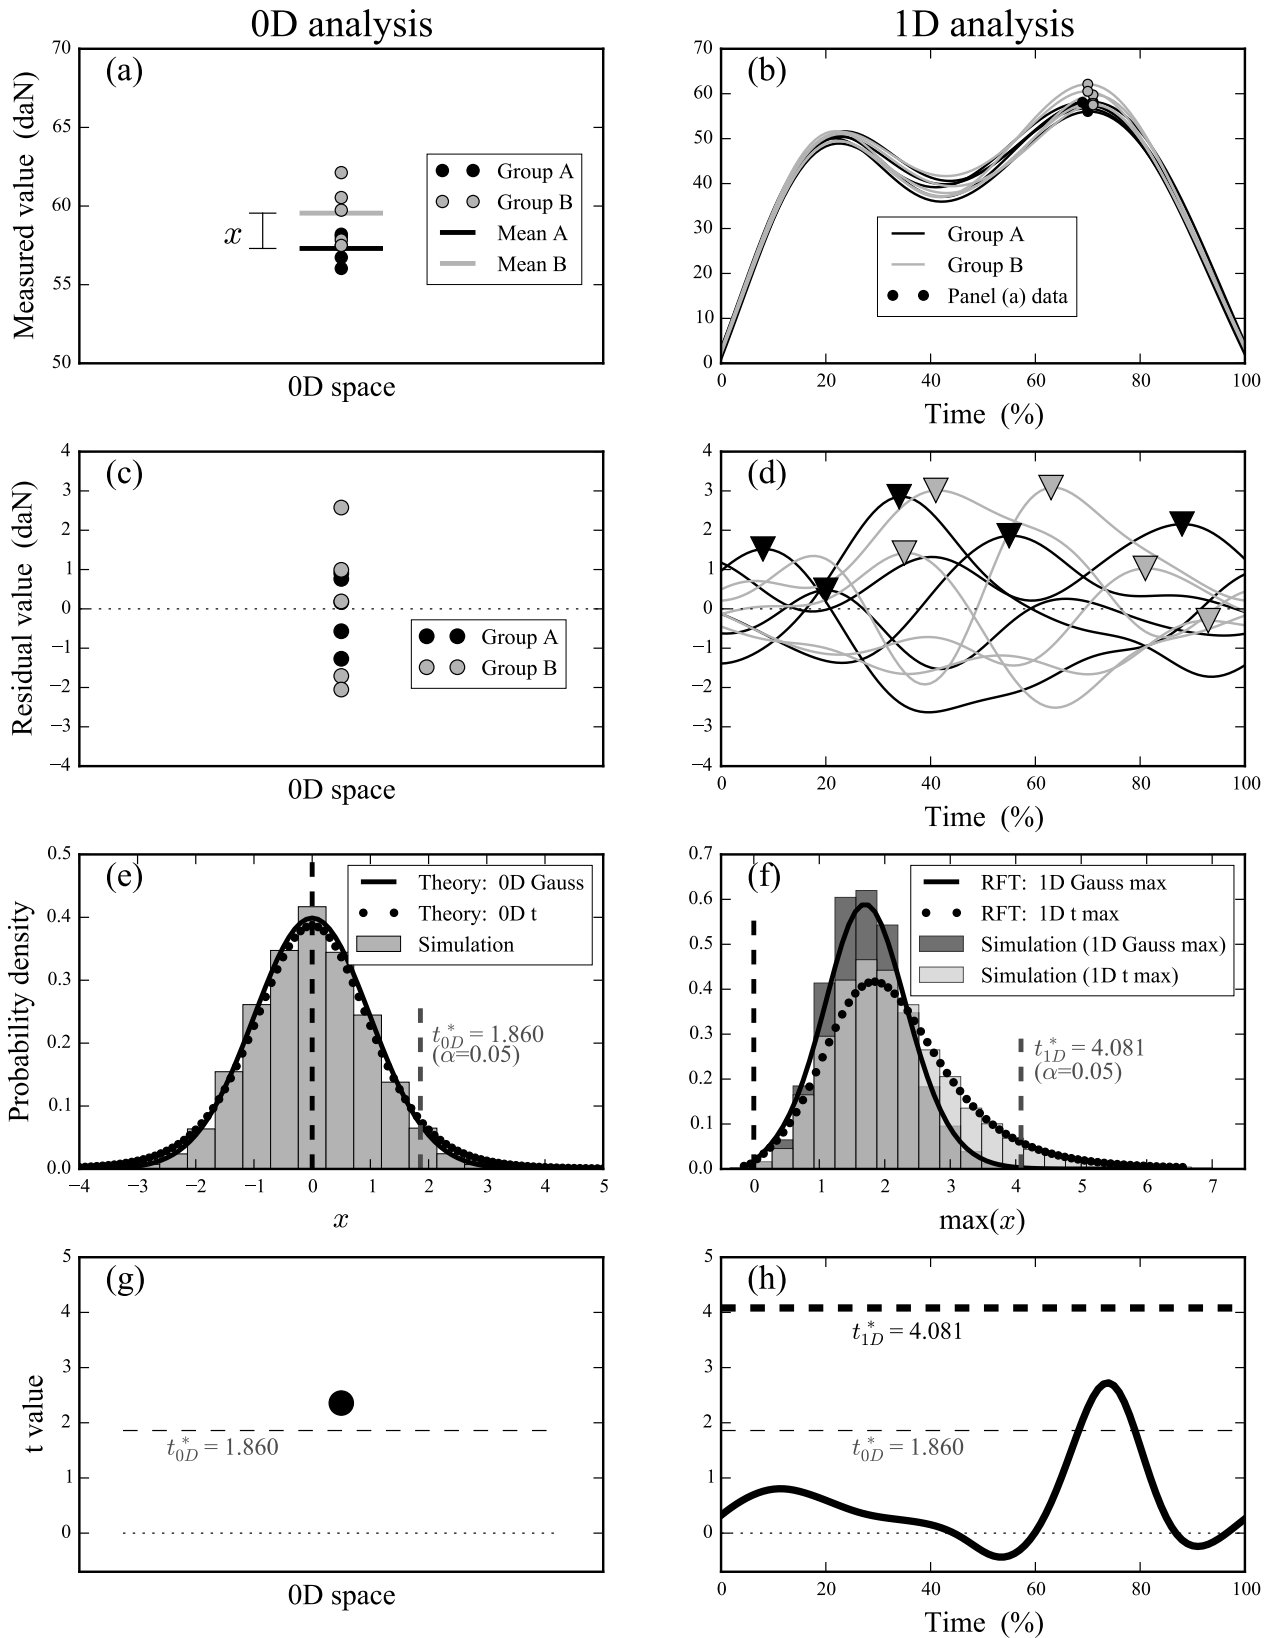 0D analysis
1D analysis
(a)
Measured value (daN)
70
65
60
55
50
x
Group A
Group B
Mean A
Mean B
0D space
(b)
70
60
50
40
30
20
10
0
Group A
Group B
Panel (a) data
0 20 40 60 80 100
Time (%)
(c)
Residual value (daN)
4
3
2
1
0
−1
−2
−3
−4
Group A
Group B
0D space
(d)
4
3
2
1
0
−1
−2
−3
−4
0 20 40 60 80 100
Time (%)
(e)
Probability density
0.5
0.4
0.3
0.2
0.1
0.0
Theory: 0D Gauss
Theory: 0D t
Simulation
t*0D = 1.860
(α=0.05)
−4 −3 −2 −1 0 1 2 3 4 5
x
(f)
0.7
0.6
0.5
0.4
0.3
0.2
0.1
0.0
RFT: 1D Gauss max
RFT: 1D t max
Simulation (1D Gauss max)
Simulation (1D t max)
t*1D = 4.081
(α=0.05)
0 1 2 3 4 5 6 7
max(x)
(g)
t value
5
4
3
2
1
0
t*0D = 1.860
0D space
(h)
5
4
3
2
1
0
t*1D = 4.081
t*0D = 1.860
0 20 40 60 80 100
Time (%)